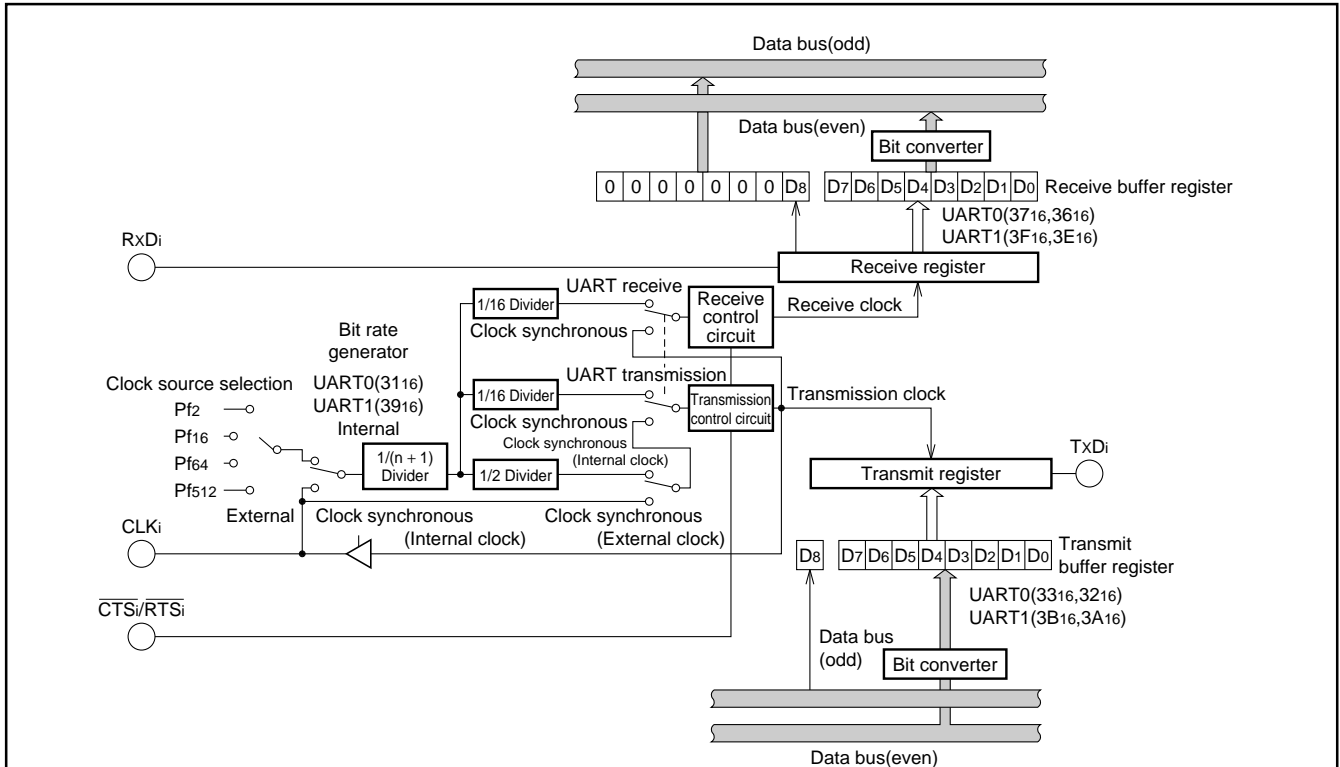 Data bus(odd)
Data bus(even)
Bit converter
0 0 0 0 0 0 0 D8
D7 D6 D5 D4 D3 D2 D1 D0
Receive buffer register
UART0(3716,3616)
UART1(3F16,3E16)
RXDi
Receive register
UART receive
1/16 Divider
Clock synchronous
Receive
control
circuit
Receive clock
Bit rate
generator
UART0(3116)
UART1(3916)
Clock source selection
Pf2
Pf16
Pf64
Pf512
Internal
External
1/(n + 1)
Divider
UART transmission
1/16 Divider
Clock synchronous
Transmission
control circuit
Transmission clock
Clock synchronous
(Internal clock)
1/2 Divider
Clock synchronous
(Internal clock)
Clock synchronous
(External clock)
Transmit register
TXDi
CLKi
D8
D7 D6 D5 D4 D3 D2 D1 D0
Transmit
buffer register
UART0(3316,3216)
UART1(3B16,3A16)
CTSi/RTSi
Data bus
(odd)
Bit converter
Data bus(even)